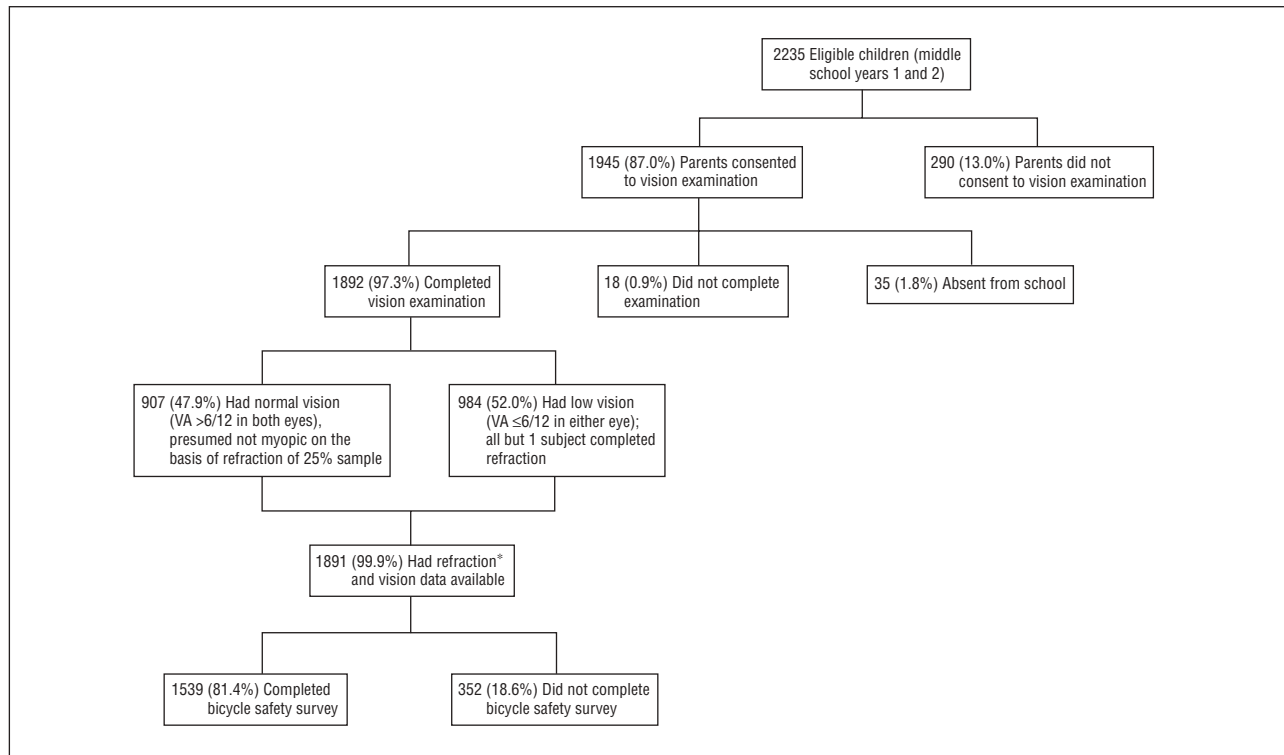 2235 Eligible children (middle
school years 1 and 2)
1945 (87.0%) Parents consented
to vision examination
290 (13.0%) Parents did not
consent to vision examination
1892 (97.3%) Completed
vision examination
18 (0.9%) Did not complete
examination
35 (1.8%) Absent from school
907 (47.9%) Had normal vision
(VA >6/12 in both eyes),
presumed not myopic on the
basis of refraction of 25% sample
984 (52.0%) Had low vision
(VA ≤6/12 in either eye);
all but 1 subject completed
refraction
1891 (99.9%) Had refraction*
and vision data available
1539 (81.4%) Completed
bicycle safety survey
352 (18.6%) Did not complete
bicycle safety survey